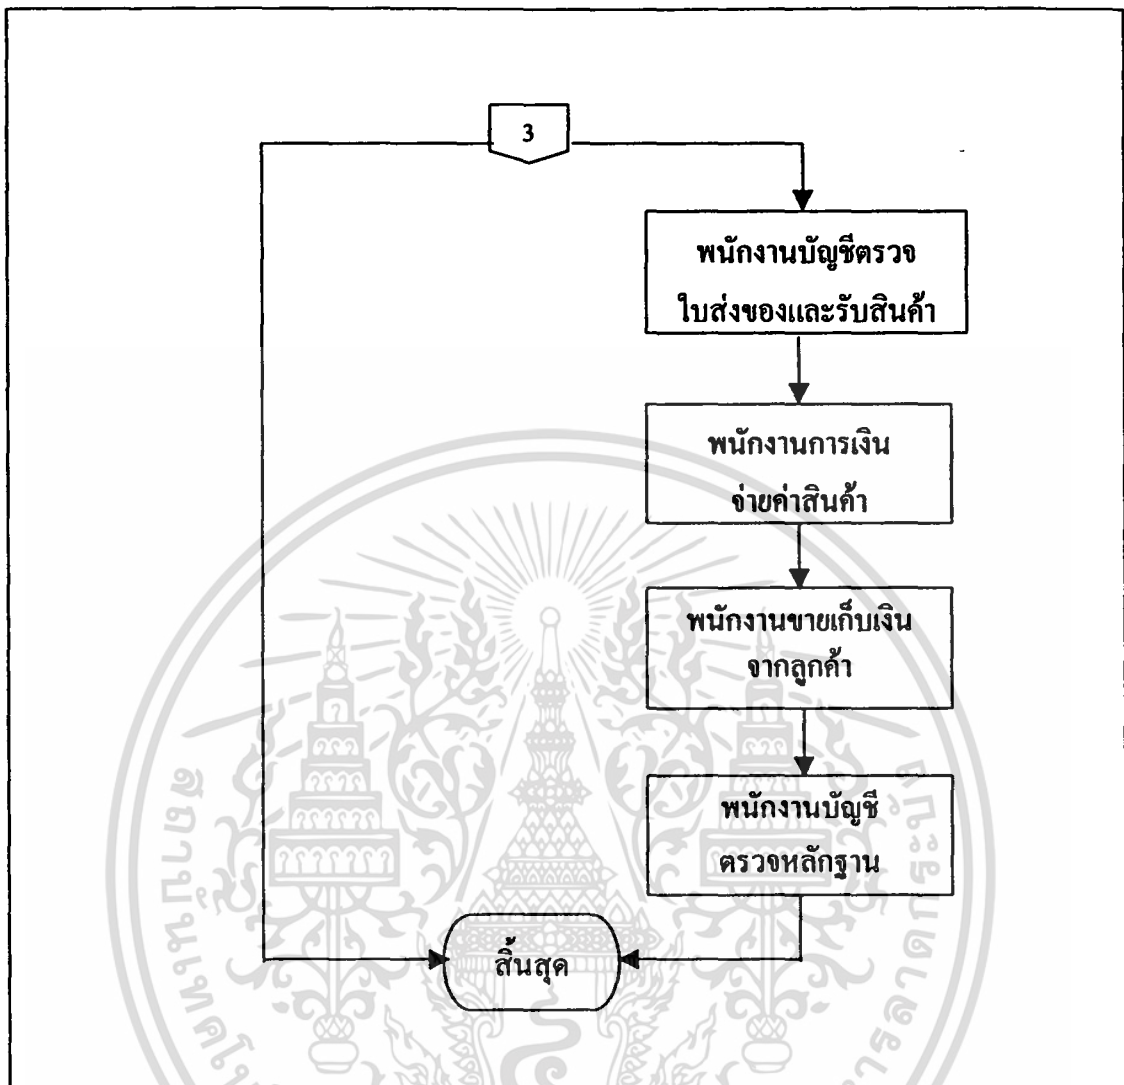 3
พนักงานบัญชีตรวจ
ใบส่งของและรับสินค้า
พนักงานการเงิน
จ่ายค่าสินค้า
พนักงานขายเก็บเงิน
จากลูกค้า
พนักงานบัญชี
ตรวจหลักฐาน
สิ้นสุด